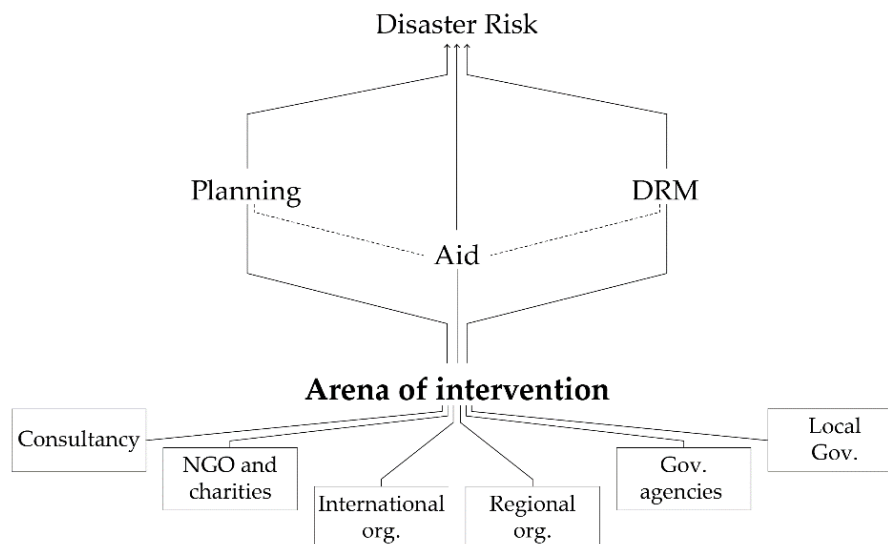 Disaster Risk
Planning
DRM
Aid
Arena of intervention
Consultancy
NGO and
charities
International
org.
Regional
org.
Gov.
agencies
Local
Gov.